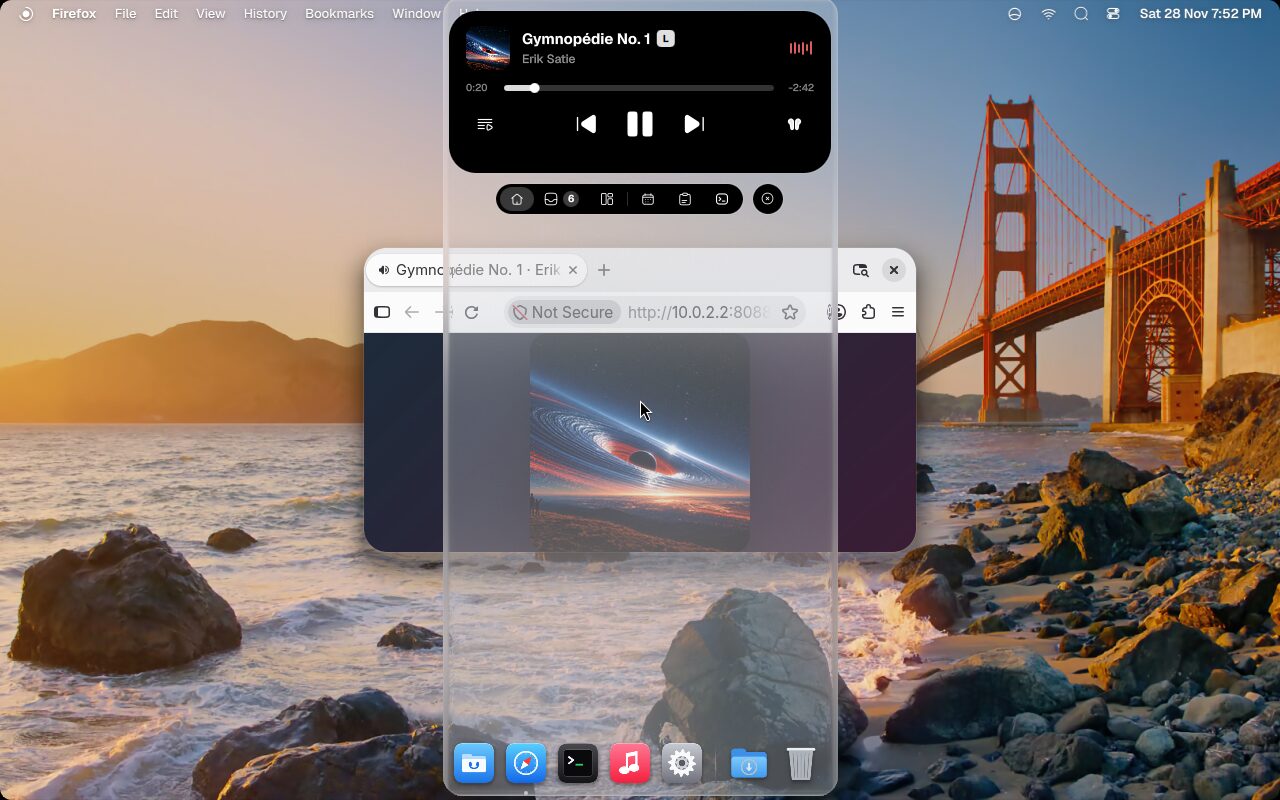 Firefox File Edit View History Bookmarks Window Sat 28 Nov 7:52 PM
Gymnopédie No. 1 L
Erik Satie
0:20 -2:42
6
Gymnopédie No. 1 · Erik
Not Secure http://10.0.2.2:8088